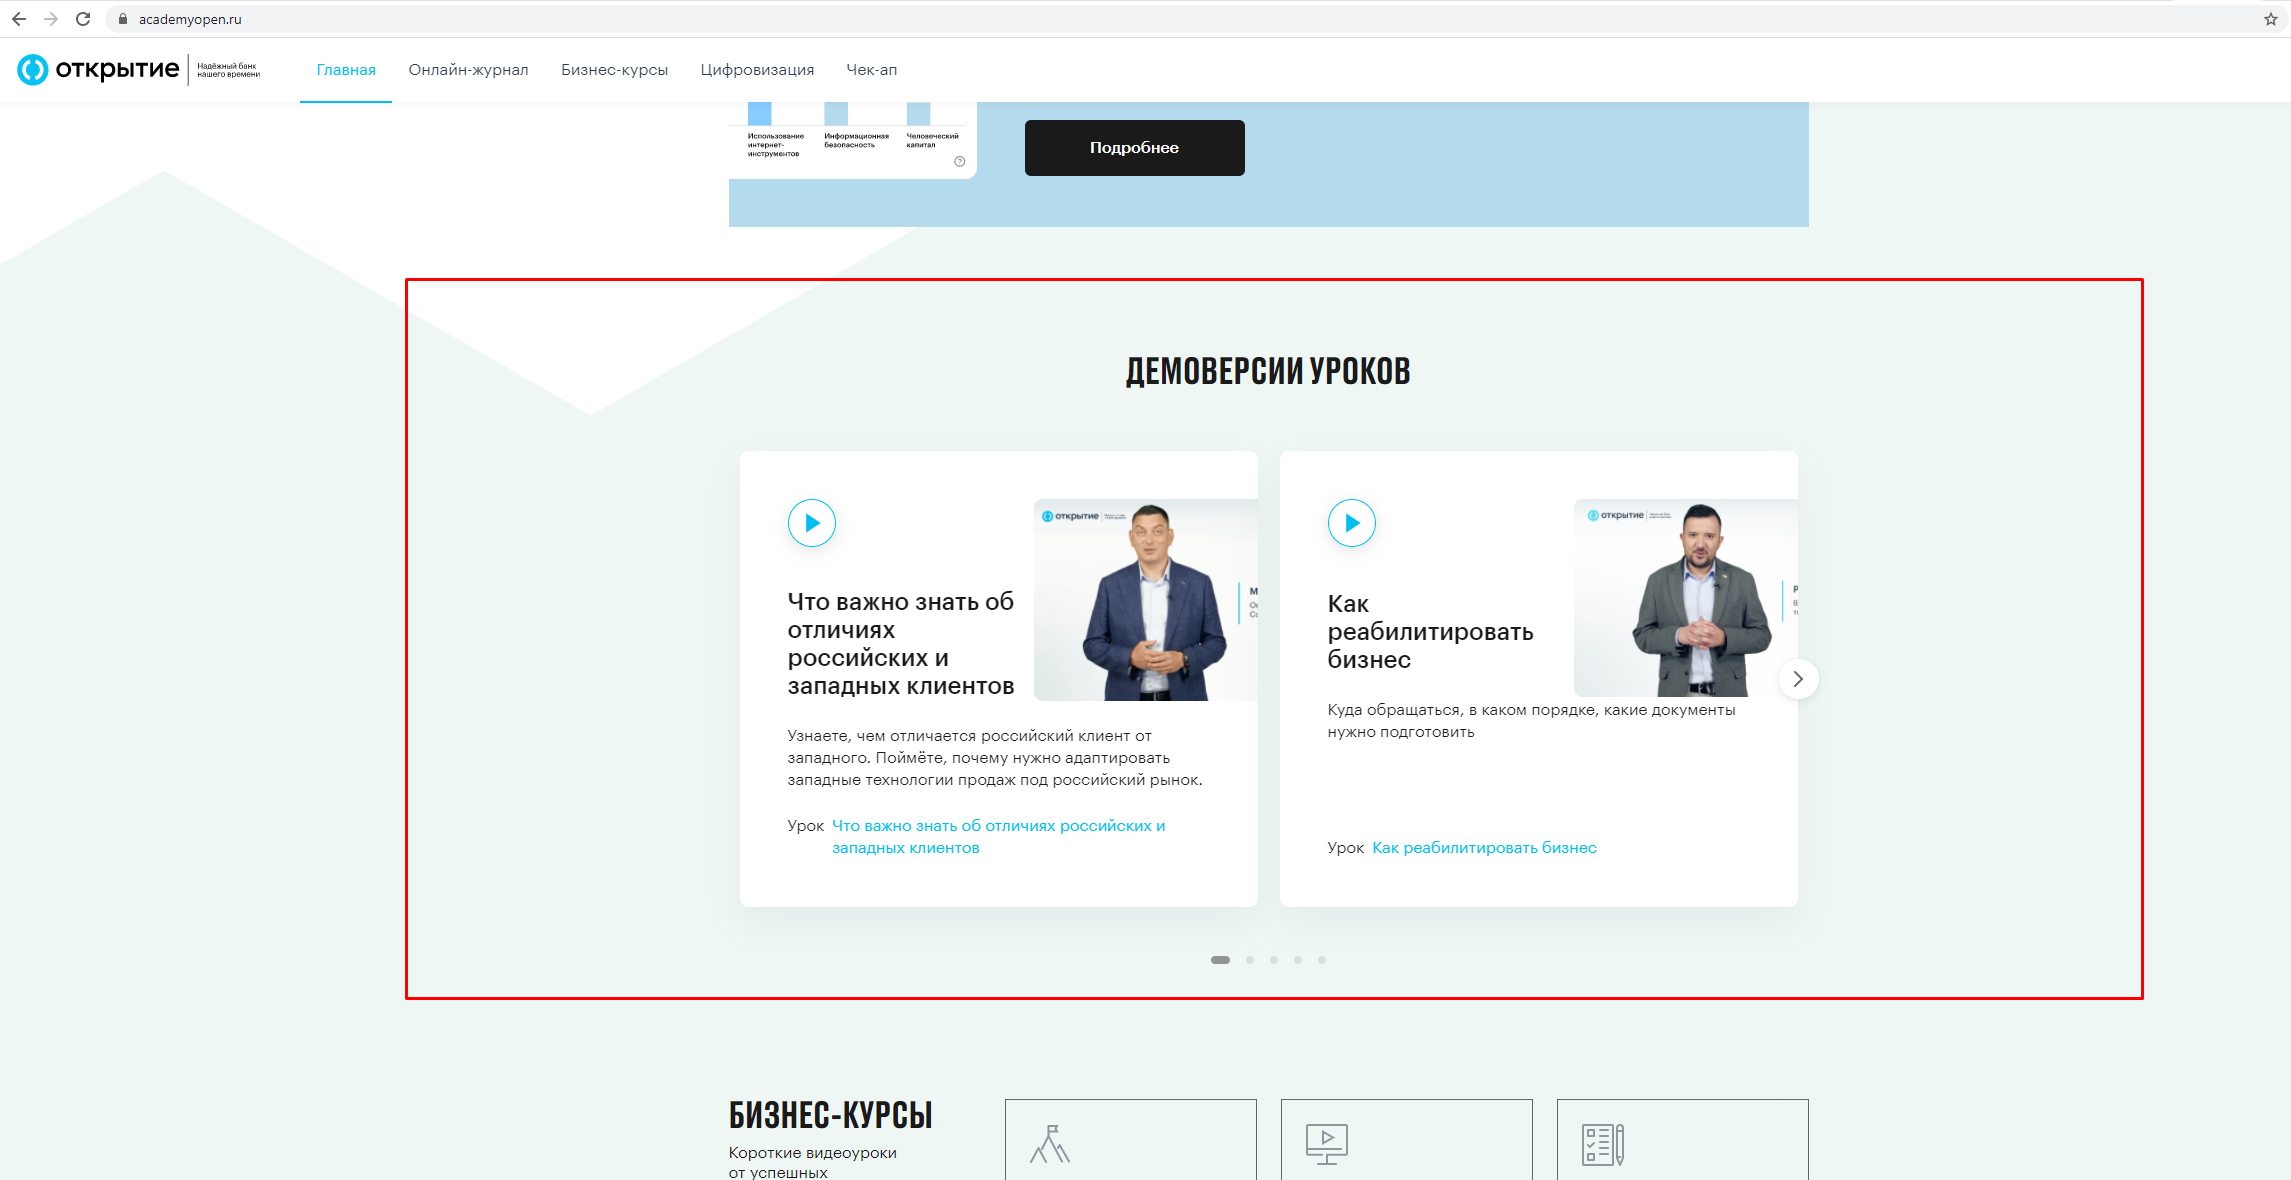 academyopen.ru
открытие
Надёжный банк
нашего времени
Главная
Онлайн-журнал
Бизнес-курсы
Цифровизация
Чек-ап
Использование
интернет-
инструментов
Информационная
безопасность
Человеческий
капитал
Подробнее
ДЕМОВЕРСИИ УРОКОВ
открытие
Что важно знать об
отличиях
российских и
западных клиентов
Узнаете, чем отличается российский клиент от
западного. Поймёте, почему нужно адаптировать
западные технологии продаж под российский рынок.
Урок Что важно знать об отличиях российских и
западных клиентов
открытие
Как
реабилитировать
бизнес
Куда обращаться, в каком порядке, какие документы
нужно подготовить
Урок Как реабилитировать бизнес
БИЗНЕС-КУРСЫ
Короткие видеоуроки
от успешных